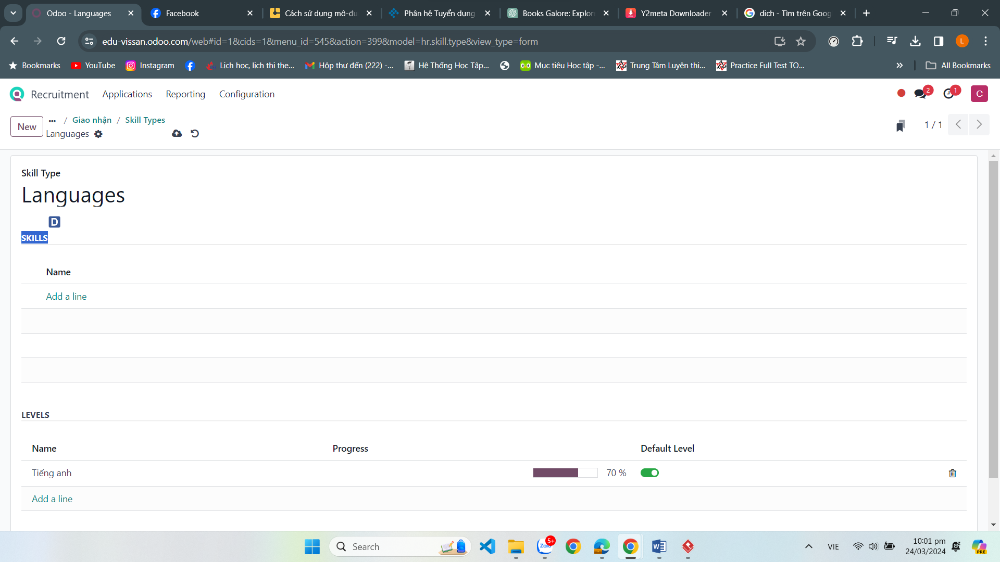 Odoo - Languages
Facebook
Cách sử dụng mô-đu
Phân hệ Tuyển dụng
Books Galore: Explor
Y2meta Downloader
dich - Tìm trên Goog
edu-vissan.odoo.com/web#id=1&cids=1&menu_id=545&action=399&model=hr.skill.type&view_type=form
L
Bookmarks
YouTube
Instagram
Lịch học, lịch thi the...
Hộp thư đến (222) -...
Hệ Thống Học Tập...
Mục tiêu Học tập -...
Trung Tâm Luyện thi...
Practice Full Test TO...
All Bookmarks
Recruitment
Applications
Reporting
Configuration
2
1
C
New
... / Giao nhận / Skill Types
Languages
1 / 1
Skill Type
Languages
D
SKILLS
Name
Add a line
LEVELS
Name Progress Default Level
Tiếng anh 70 %
Add a line
Search
Zalo
5+
W
VIE
10:01 pm
24/03/2024
PRE